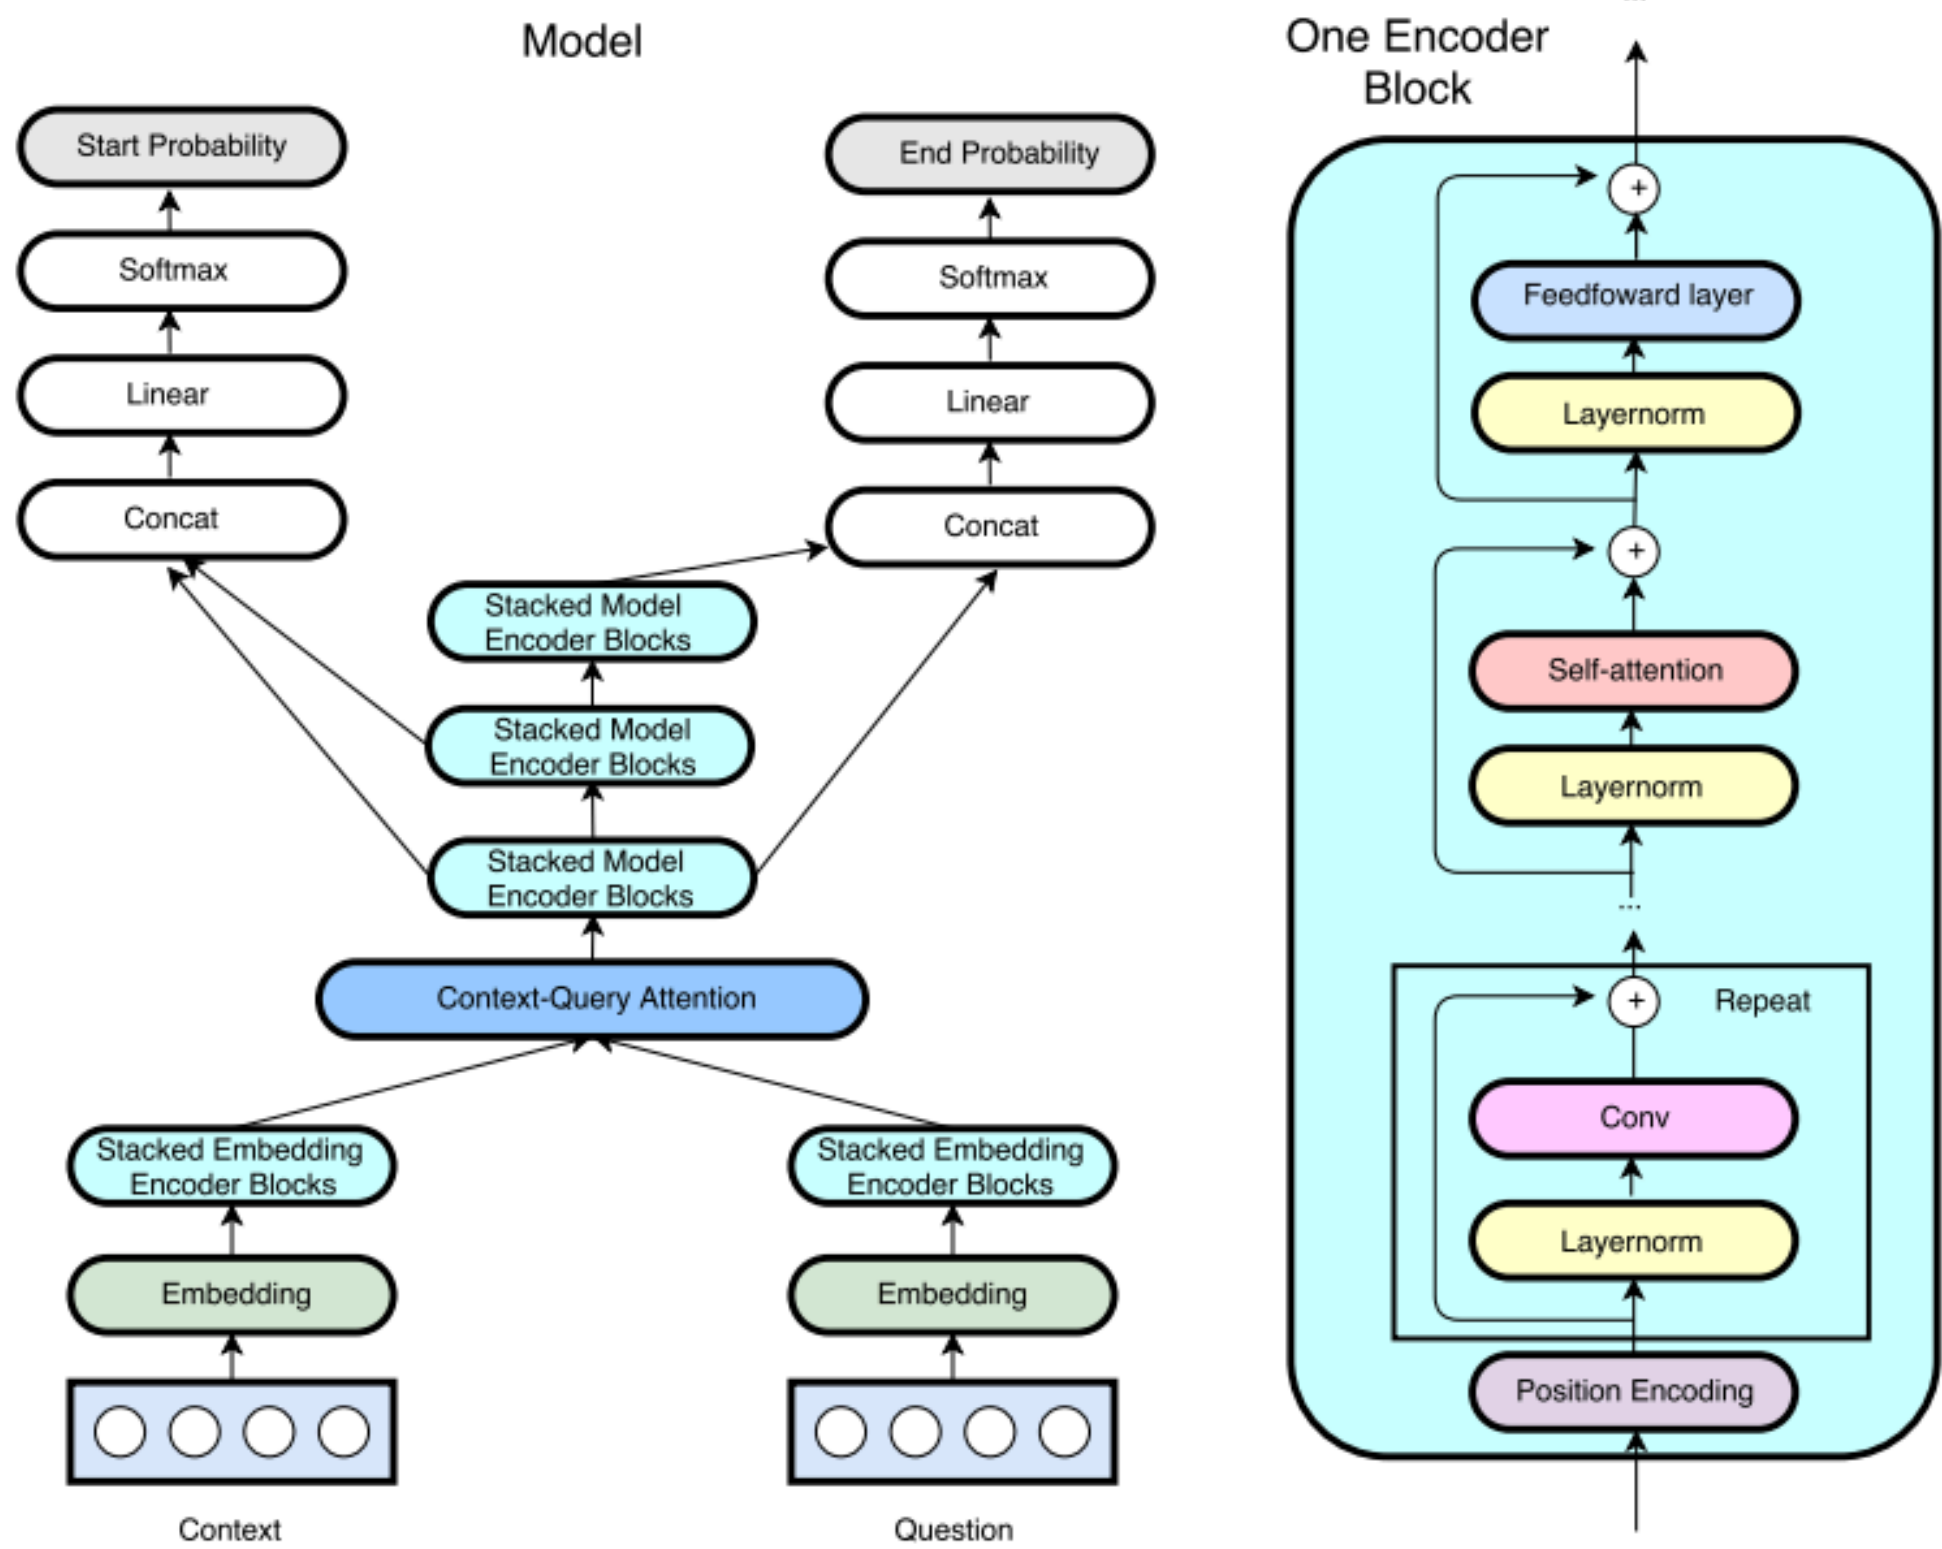 Model
Start Probability
Softmax
Linear
Concat
End Probability
Softmax
Linear
Concat
Stacked Model
Encoder Blocks
Stacked Model
Encoder Blocks
Stacked Model
Encoder Blocks
Context-Query Attention
Stacked Embedding
Encoder Blocks
Embedding
Context
Stacked Embedding
Encoder Blocks
Embedding
Question
One Encoder
Block
...
+
Feedfoward layer
Layernorm
+
Self-attention
Layernorm
...
+
Repeat
Conv
Layernorm
Position Encoding